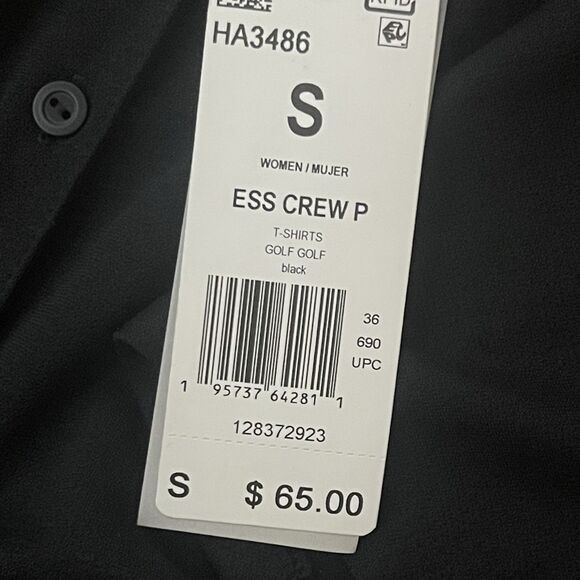 RFID
HA3486
S
WOMEN / MUJER
ESS CREW P
T-SHIRTS
GOLF GOLF
black
36
690
UPC
1 95737 64281 1
128372923
S $ 65.00